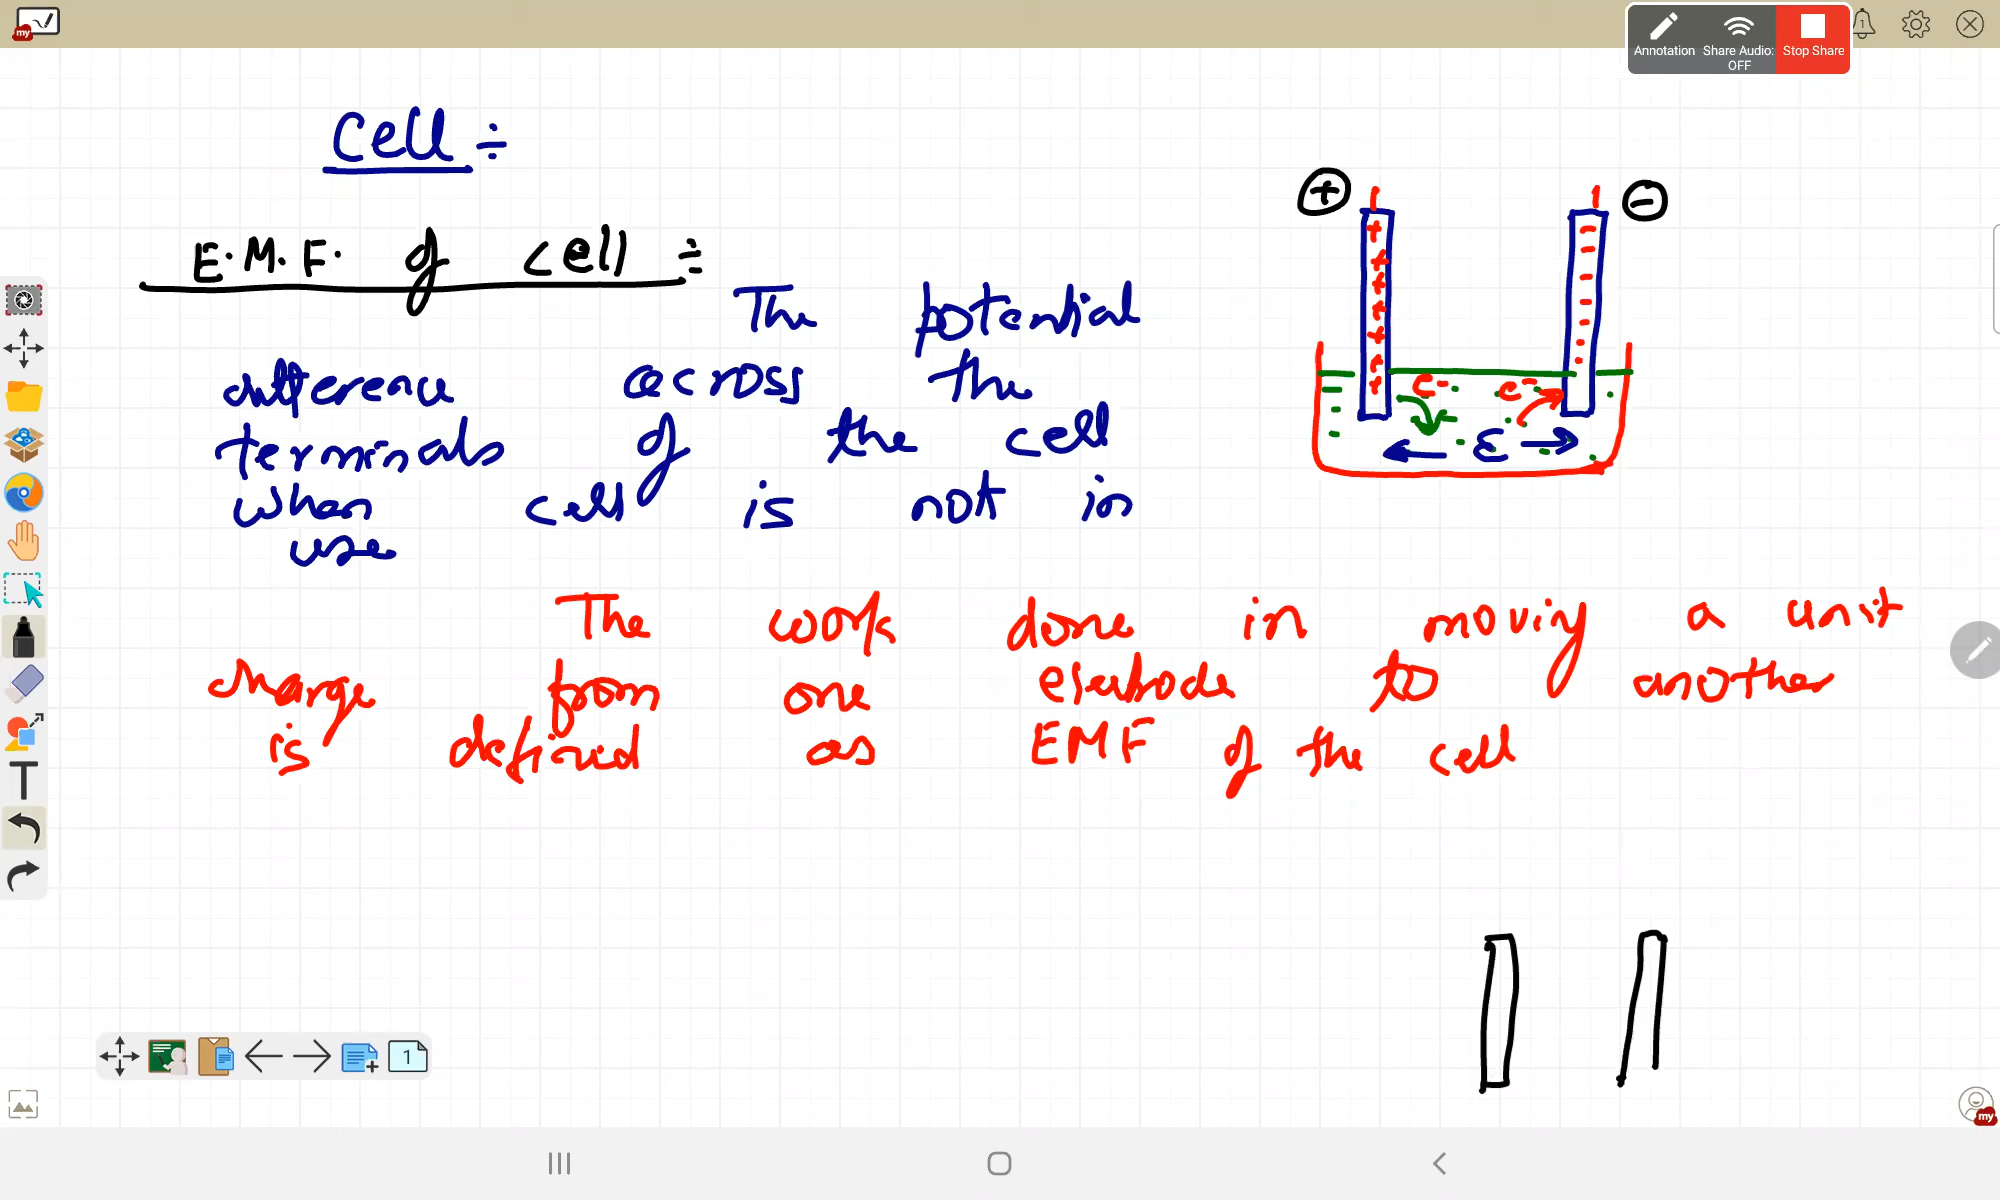 Annotation Share Audio: OFF Stop Share
Cell ÷
E.M.F. of cell ÷
The potential
difference across the
terminals of the cell
when cell is not in
use
The work done in moving a unit
charge from one electrode to another
is defined as EMF of the cell
+ −
+ −
+ −
+ −
+ −
+ −
+ −
+ −
e- e-
ε
T
1
my
my